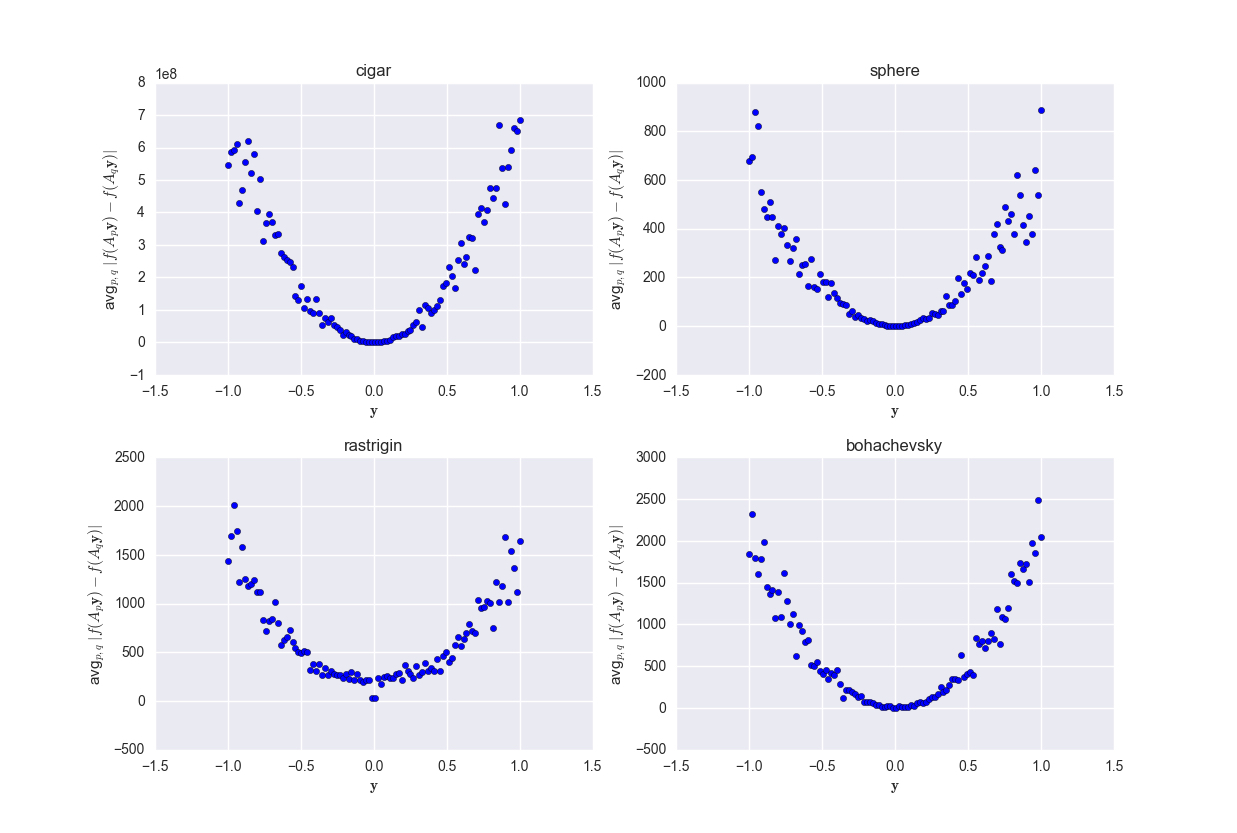 cigar
1e8
8
7
6
5
4
3
2
1
0
−1
−1.5 −1.0 −0.5 0.0 0.5 1.0 1.5
y
avg_{p,q} |f(A_p y) − f(A_q y)|
sphere
1000
800
600
400
200
0
−200
−1.5 −1.0 −0.5 0.0 0.5 1.0 1.5
y
avg_{p,q} |f(A_p y) − f(A_q y)|
rastrigin
2500
2000
1500
1000
500
0
−500
−1.5 −1.0 −0.5 0.0 0.5 1.0 1.5
y
avg_{p,q} |f(A_p y) − f(A_q y)|
bohachevsky
3000
2500
2000
1500
1000
500
0
−500
−1.5 −1.0 −0.5 0.0 0.5 1.0 1.5
y
avg_{p,q} |f(A_p y) − f(A_q y)|